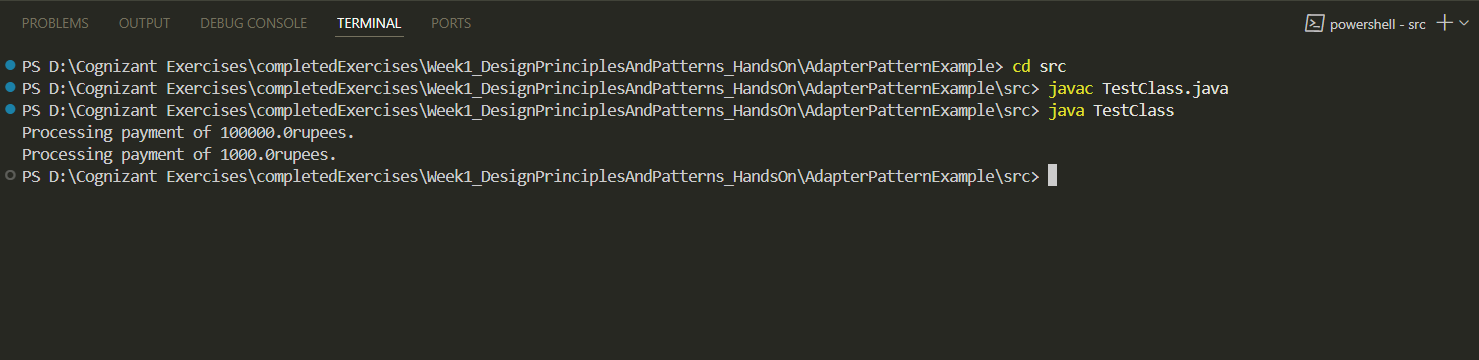 PROBLEMS OUTPUT DEBUG CONSOLE TERMINAL PORTS powershell - src
PS D:\Cognizant Exercises\completedExercises\Week1_DesignPrinciplesAndPatterns_HandsOn\AdapterPatternExample> cd src
PS D:\Cognizant Exercises\completedExercises\Week1_DesignPrinciplesAndPatterns_HandsOn\AdapterPatternExample\src> javac TestClass.java
PS D:\Cognizant Exercises\completedExercises\Week1_DesignPrinciplesAndPatterns_HandsOn\AdapterPatternExample\src> java TestClass
Processing payment of 100000.0rupees.
Processing payment of 1000.0rupees.
PS D:\Cognizant Exercises\completedExercises\Week1_DesignPrinciplesAndPatterns_HandsOn\AdapterPatternExample\src>